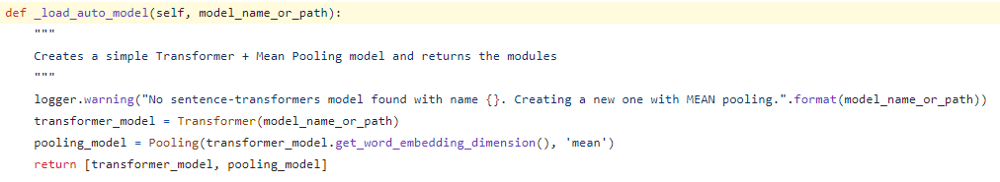 def _load_auto_model(self, model_name_or_path):
    """
    Creates a simple Transformer + Mean Pooling model and returns the modules
    """
    logger.warning("No sentence-transformers model found with name {}. Creating a new one with MEAN pooling.".format(model_name_or_path))
    transformer_model = Transformer(model_name_or_path)
    pooling_model = Pooling(transformer_model.get_word_embedding_dimension(), 'mean')
    return [transformer_model, pooling_model]